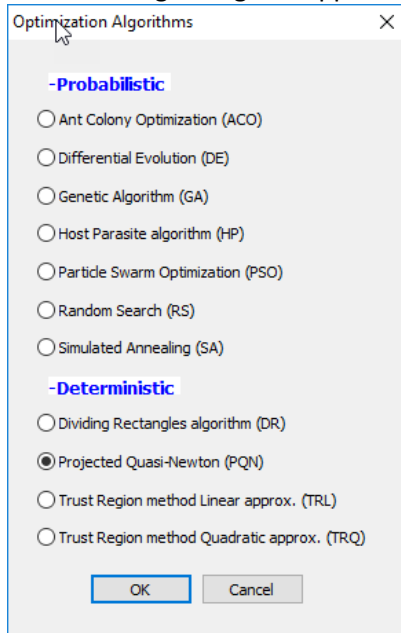 Optimization Algorithms
-Probabilistic
Ant Colony Optimization (ACO)
Differential Evolution (DE)
Genetic Algorithm (GA)
Host Parasite algorithm (HP)
Particle Swarm Optimization (PSO)
Random Search (RS)
Simulated Annealing (SA)
-Deterministic
Dividing Rectangles algorithm (DR)
Projected Quasi-Newton (PQN)
Trust Region method Linear approx. (TRL)
Trust Region method Quadratic approx. (TRQ)
OK Cancel